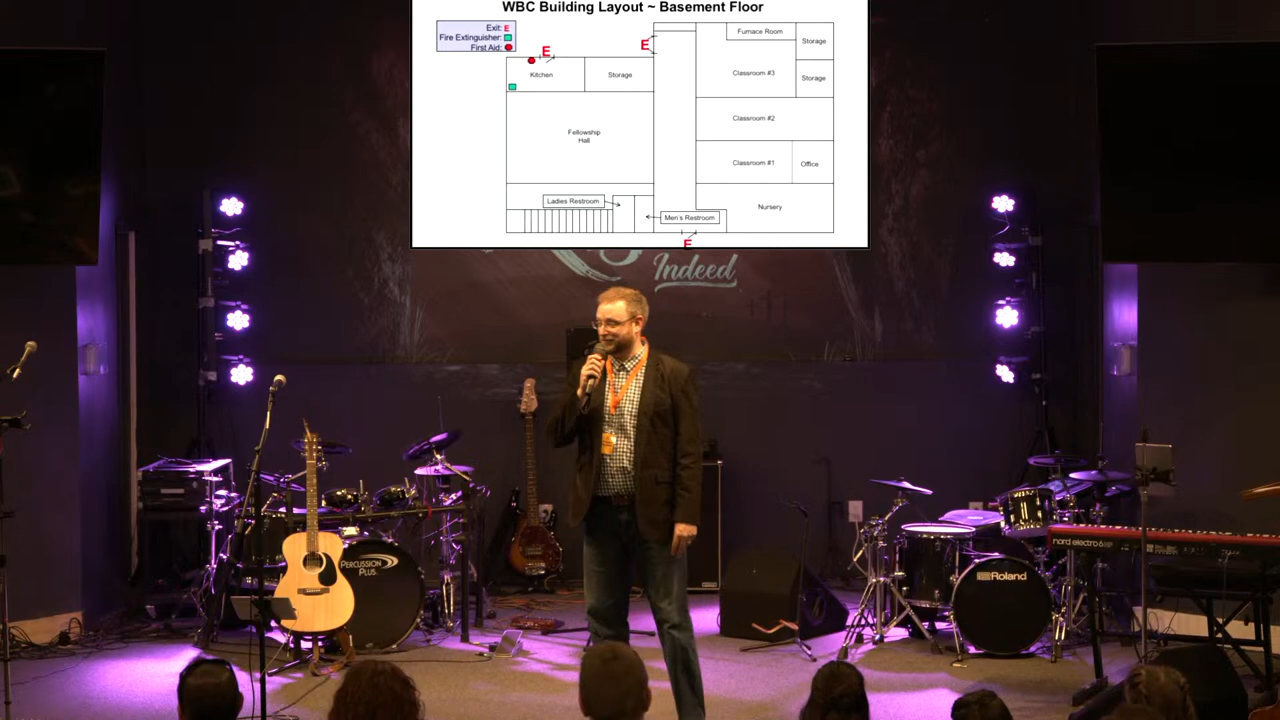 WBC Building Layout ~ Basement Floor
Exit: E
Fire Extinguisher:
First Aid:
E
E
Furnace Room
Storage
Kitchen
Storage
Classroom #3
Storage
Classroom #2
Fellowship
Hall
Classroom #1
Office
Ladies Restroom
Nursery
Men's Restroom
E
Indeed
PERCUSSION
PLUS
Roland
nord electro 6